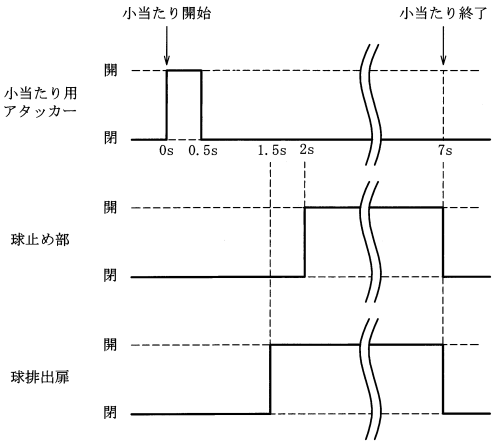 小当たり開始
小当たり終了
小当たり用
アタッカー
開
閉
0s 0.5s 1.5s 2s 7s
球止め部
開
閉
球排出扉
開
閉